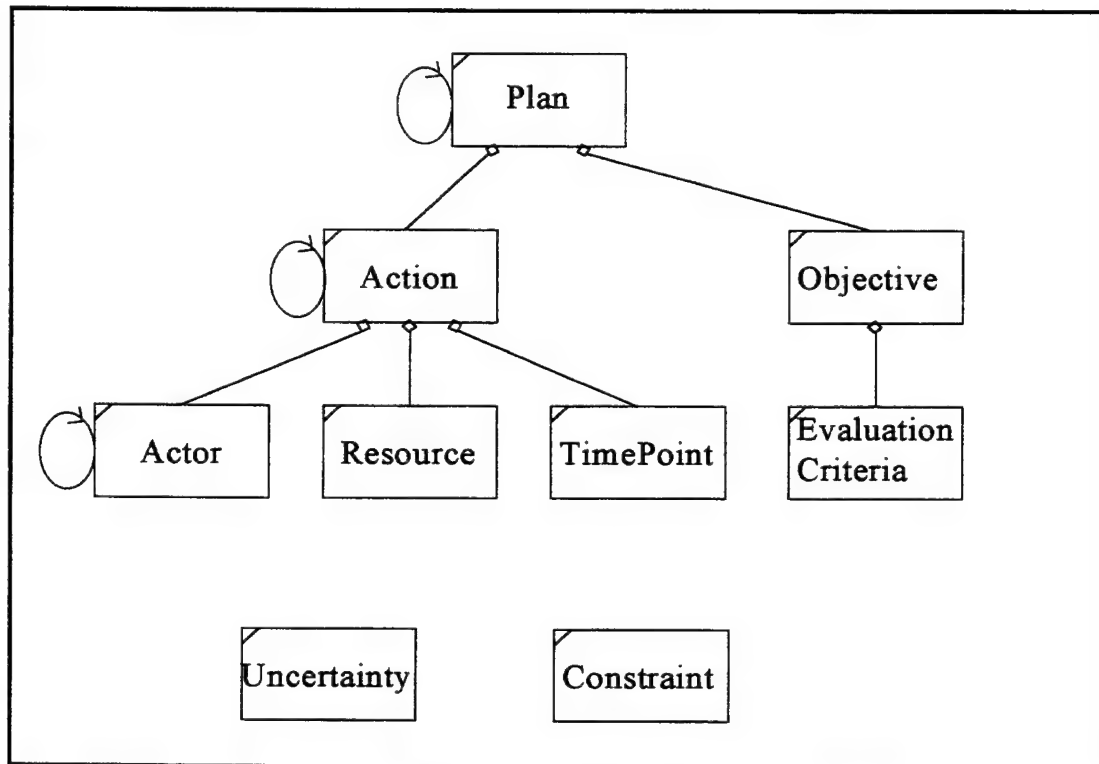 Plan
Action
Objective
Actor
Resource
TimePoint
Evaluation
Criteria
Uncertainty
Constraint